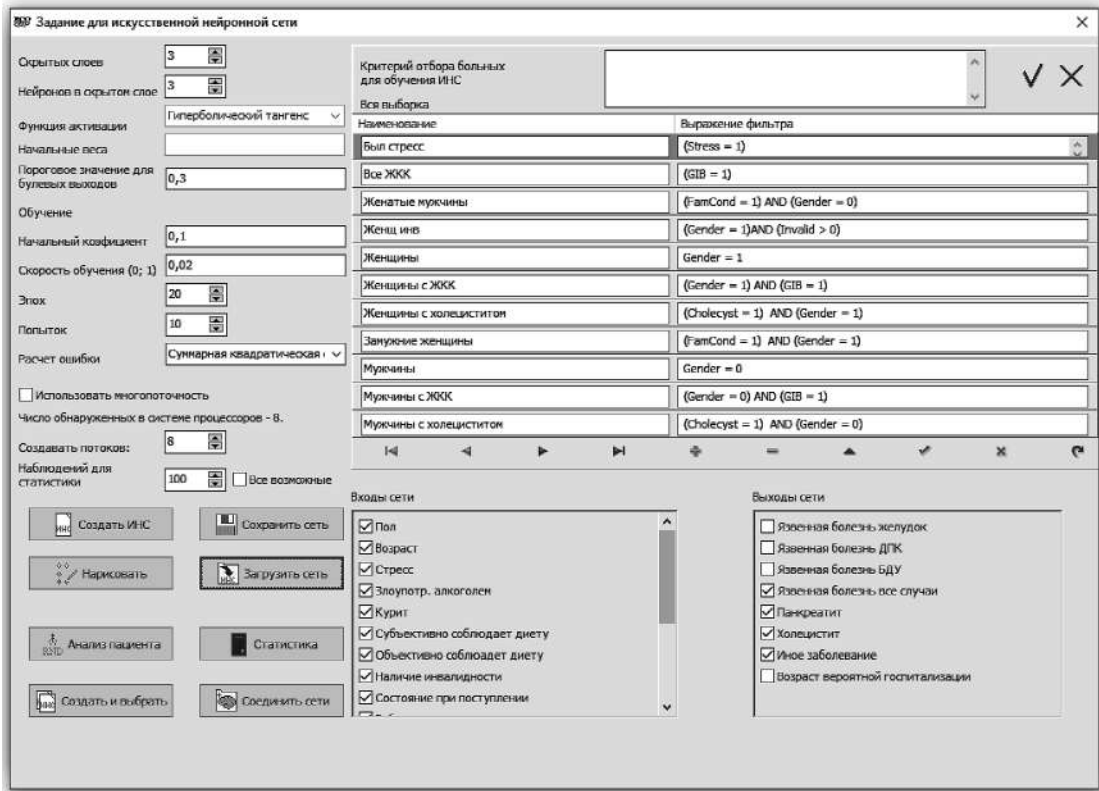 Задание для искусственной нейронной сети
Скрытых слоев 3
Нейронов в скрытом слое 3
Функция активации Гиперболический тангенс
Начальные веса
Пороговое значение для
булевых выходов 0,3
Обучение
Начальный коэфициент 0,1
Скорость обучения (0; 1) 0,02
Эпох 20
Попыток 10
Расчет ошибки Суммарная квадратическая
Использовать многопоточность
Число обнаруженных в системе процессоров - 8.
Создавать потоков: 8
Наблюдений для
статистики 100 Все возможные
Создать ИНС Сохранить сеть
Нарисовать Загрузить сеть
Анализ пациента Статистика
Создать и выбрать Соединить сети
Критерий отбора больных
для обучения ИНС
Вся выборка
Наименование Выражение фильтра
Был стресс (Stress = 1)
Все ЖКК (GIB = 1)
Женатые мужчины (FamCond = 1) AND (Gender = 0)
Женщ инв (Gender = 1)AND (Invalid > 0)
Женщины Gender = 1
Женщины с ЖКК (Gender = 1) AND (GIB = 1)
Женщины с холециститом (Cholecyst = 1) AND (Gender = 1)
Замужние женщины (FamCond = 1) AND (Gender = 1)
Мужчины Gender = 0
Мужчины с ЖКК (Gender = 0) AND (GIB = 1)
Мужчины с холециститом (Cholecyst = 1) AND (Gender = 0)
Входы сети
Пол
Возраст
Стресс
Злоупотр. алкоголем
Курит
Субъективно соблюдает диету
Объективно соблюдает диету
Наличие инвалидности
Состояние при поступлении
Выходы сети
Язвенная болезнь желудок
Язвенная болезнь ДПК
Язвенная болезнь БДУ
Язвенная болезнь все случаи
Панкреатит
Холецистит
Иное заболевание
Возраст вероятной госпитализации